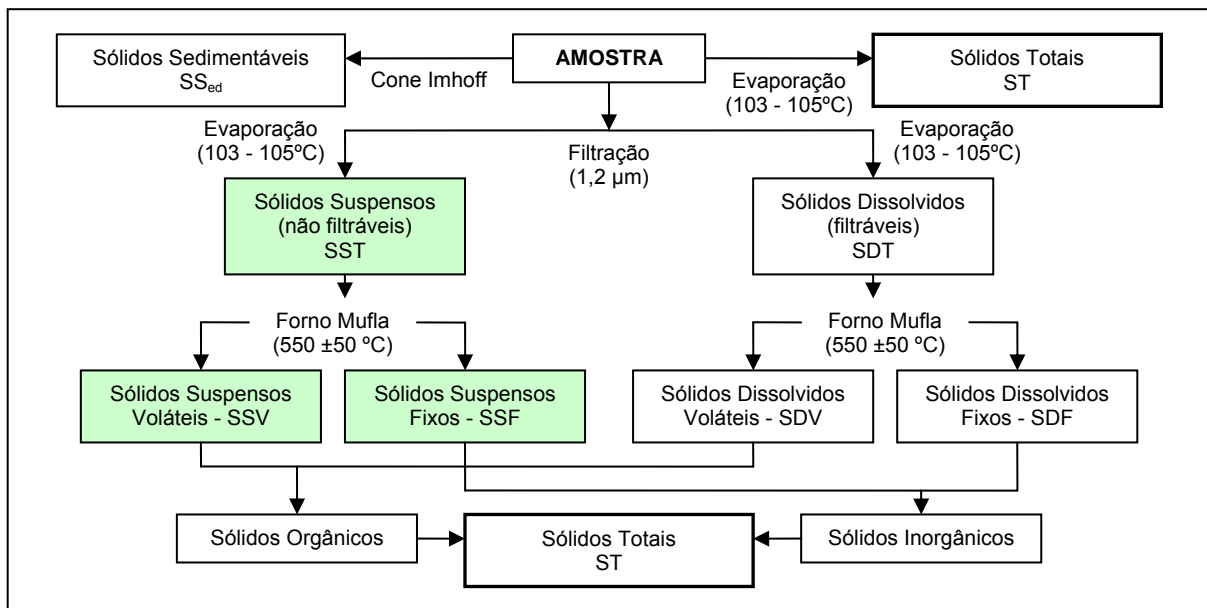 Sólidos Sedimentáveis
SSed
Cone Imhoff
AMOSTRA
Evaporação
(103 - 105ºC)
Sólidos Totais
ST
Evaporação
(103 - 105ºC)
Filtração
(1,2 µm)
Evaporação
(103 - 105ºC)
Sólidos Suspensos
(não filtráveis)
SST
Sólidos Dissolvidos
(filtráveis)
SDT
Forno Mufla
(550 ±50 ºC)
Forno Mufla
(550 ±50 ºC)
Sólidos Suspensos
Voláteis - SSV
Sólidos Suspensos
Fixos - SSF
Sólidos Dissolvidos
Voláteis - SDV
Sólidos Dissolvidos
Fixos - SDF
Sólidos Orgânicos
Sólidos Totais
ST
Sólidos Inorgânicos